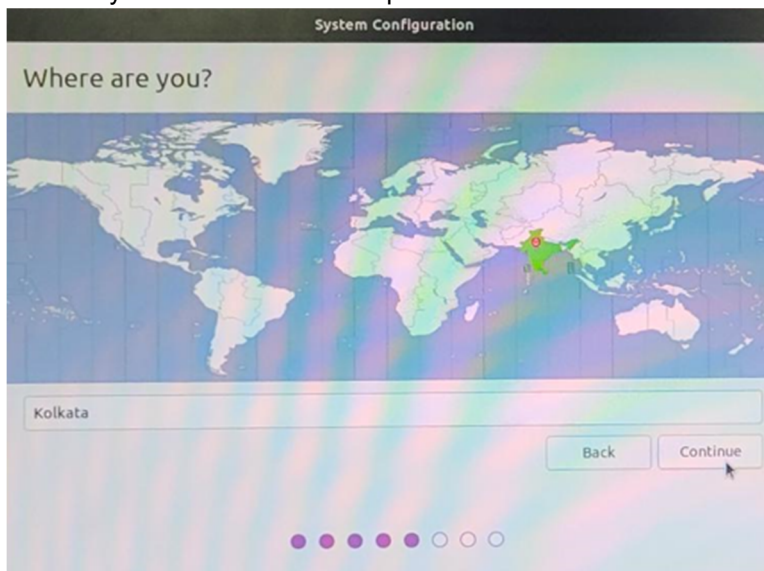 System Configuration
Where are you?
Kolkata
Back
Continue